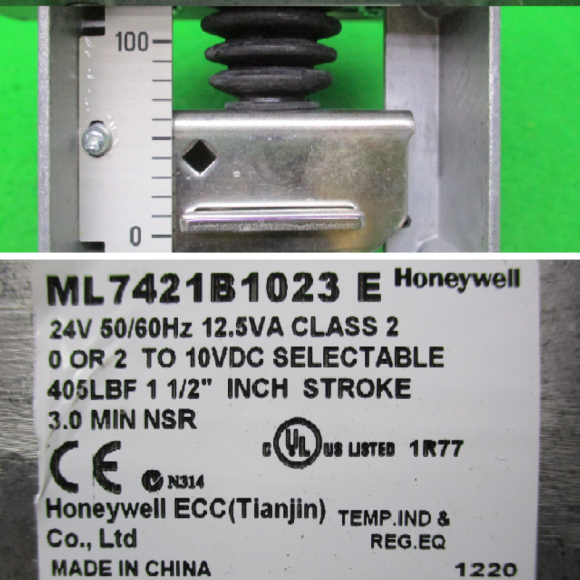 100
0
ML7421B1023 E Honeywell
24V 50/60Hz 12.5VA CLASS 2
0 OR 2 TO 10VDC SELECTABLE
405LBF 1 1/2" INCH STROKE
3.0 MIN NSR
C UL US LISTED 1R77
CE N314
Honeywell ECC(Tianjin)
Co., Ltd
TEMP.IND &
REG.EQ
MADE IN CHINA 1220